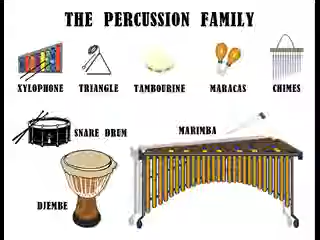 THE PERCUSSION FAMILY
XYLOPHONE TRIANGLE TAMBOURINE MARACAS CHIMES
SNARE DRUM MARIMBA
DJEMBE